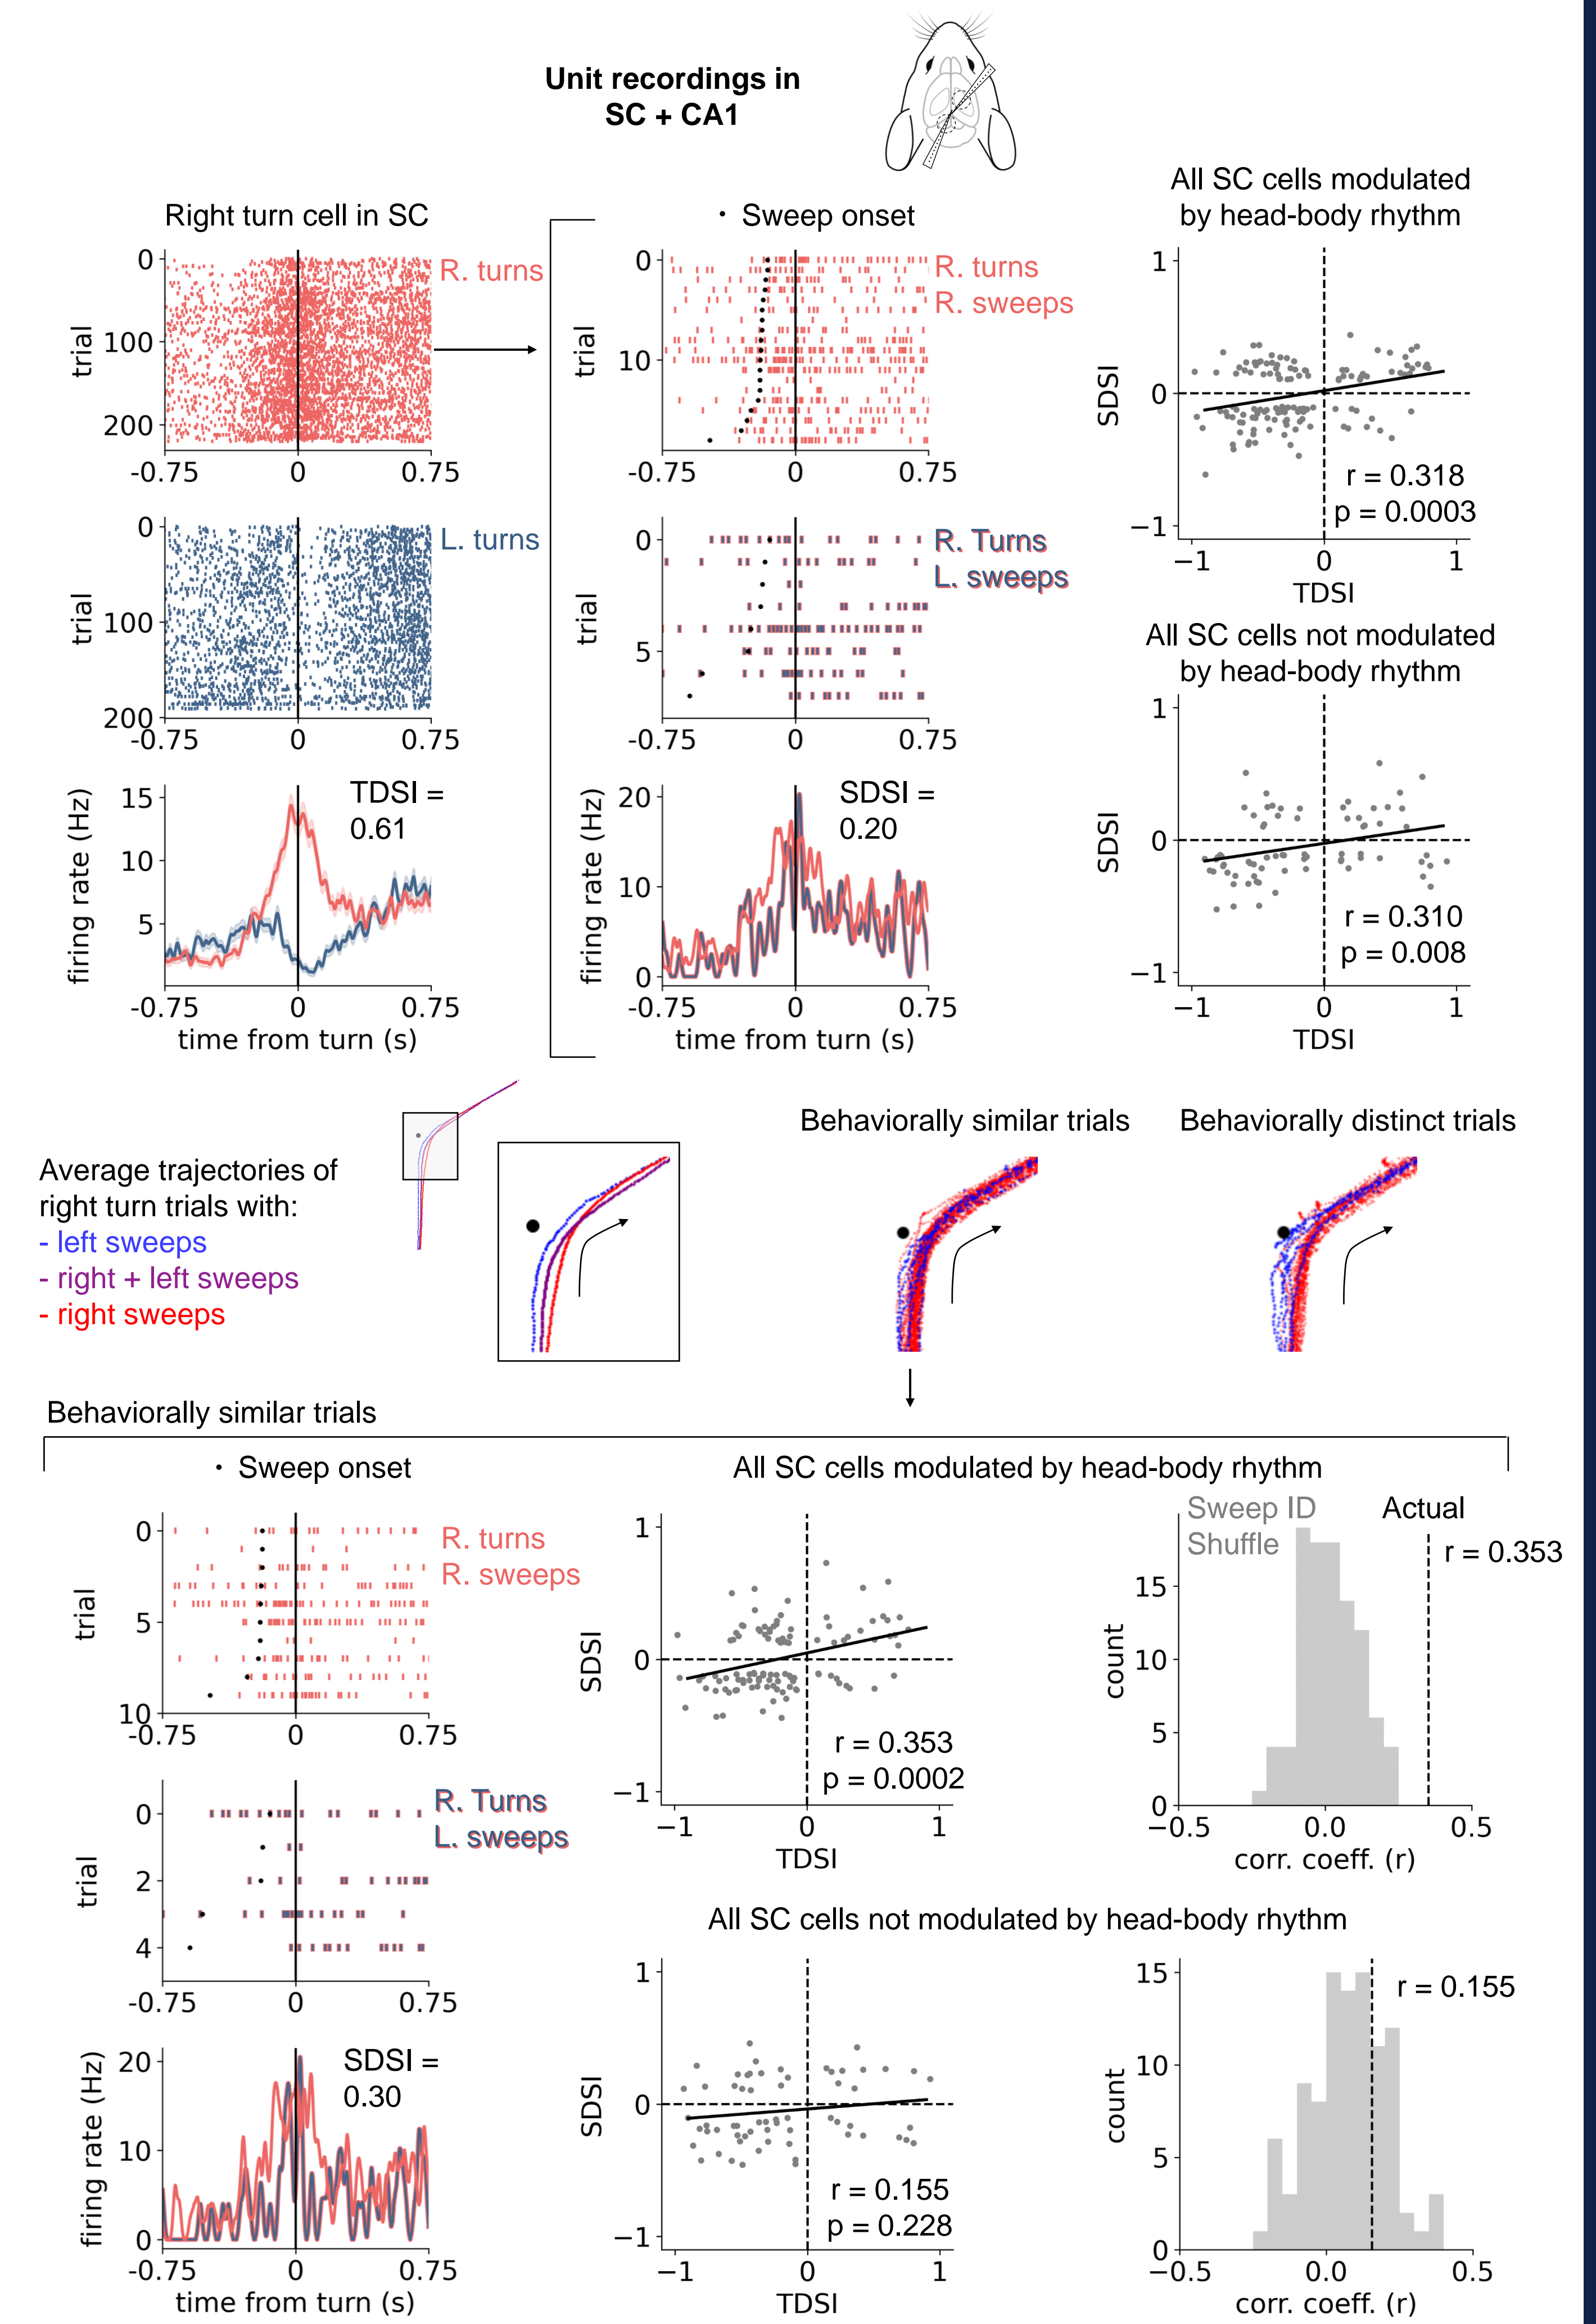 Unit recordings in
SC + CA1
Right turn cell in SC
0
100
200
trial
-0.75
0
0.75
R. turns
0
100
200
trial
-0.75
0
0.75
L. turns
15
10
5
firing rate (Hz)
TDSI =
0.61
-0.75
0
0.75
time from turn (s)
· Sweep onset
0
10
trial
-0.75
0
0.75
R. turns
R. sweeps
0
5
trial
-0.75
0
0.75
R. Turns
L. sweeps
20
10
0
firing rate (Hz)
SDSI =
0.20
-0.75
0
0.75
time from turn (s)
All SC cells modulated
by head-body rhythm
1
0
−1
SDSI
r = 0.318
p = 0.0003
−1
0
1
TDSI
All SC cells not modulated
by head-body rhythm
1
0
−1
SDSI
r = 0.310
p = 0.008
−1
0
1
TDSI
Average trajectories of
right turn trials with:
- left sweeps
- right + left sweeps
- right sweeps
Behaviorally similar trials
Behaviorally distinct trials
Behaviorally similar trials
· Sweep onset
0
5
10
trial
-0.75
0
0.75
R. turns
R. sweeps
0
2
4
trial
-0.75
0
0.75
R. Turns
L. sweeps
20
10
0
firing rate (Hz)
SDSI =
0.30
-0.75
0
0.75
time from turn (s)
All SC cells modulated by head-body rhythm
1
0
−1
SDSI
r = 0.353
p = 0.0002
−1
0
1
TDSI
Sweep ID
Shuffle
Actual
r = 0.353
15
10
5
0
count
−0.5
0.0
0.5
corr. coeff. (r)
All SC cells not modulated by head-body rhythm
1
0
−1
SDSI
r = 0.155
p = 0.228
−1
0
1
TDSI
15
10
5
0
count
r = 0.155
−0.5
0.0
0.5
corr. coeff. (r)